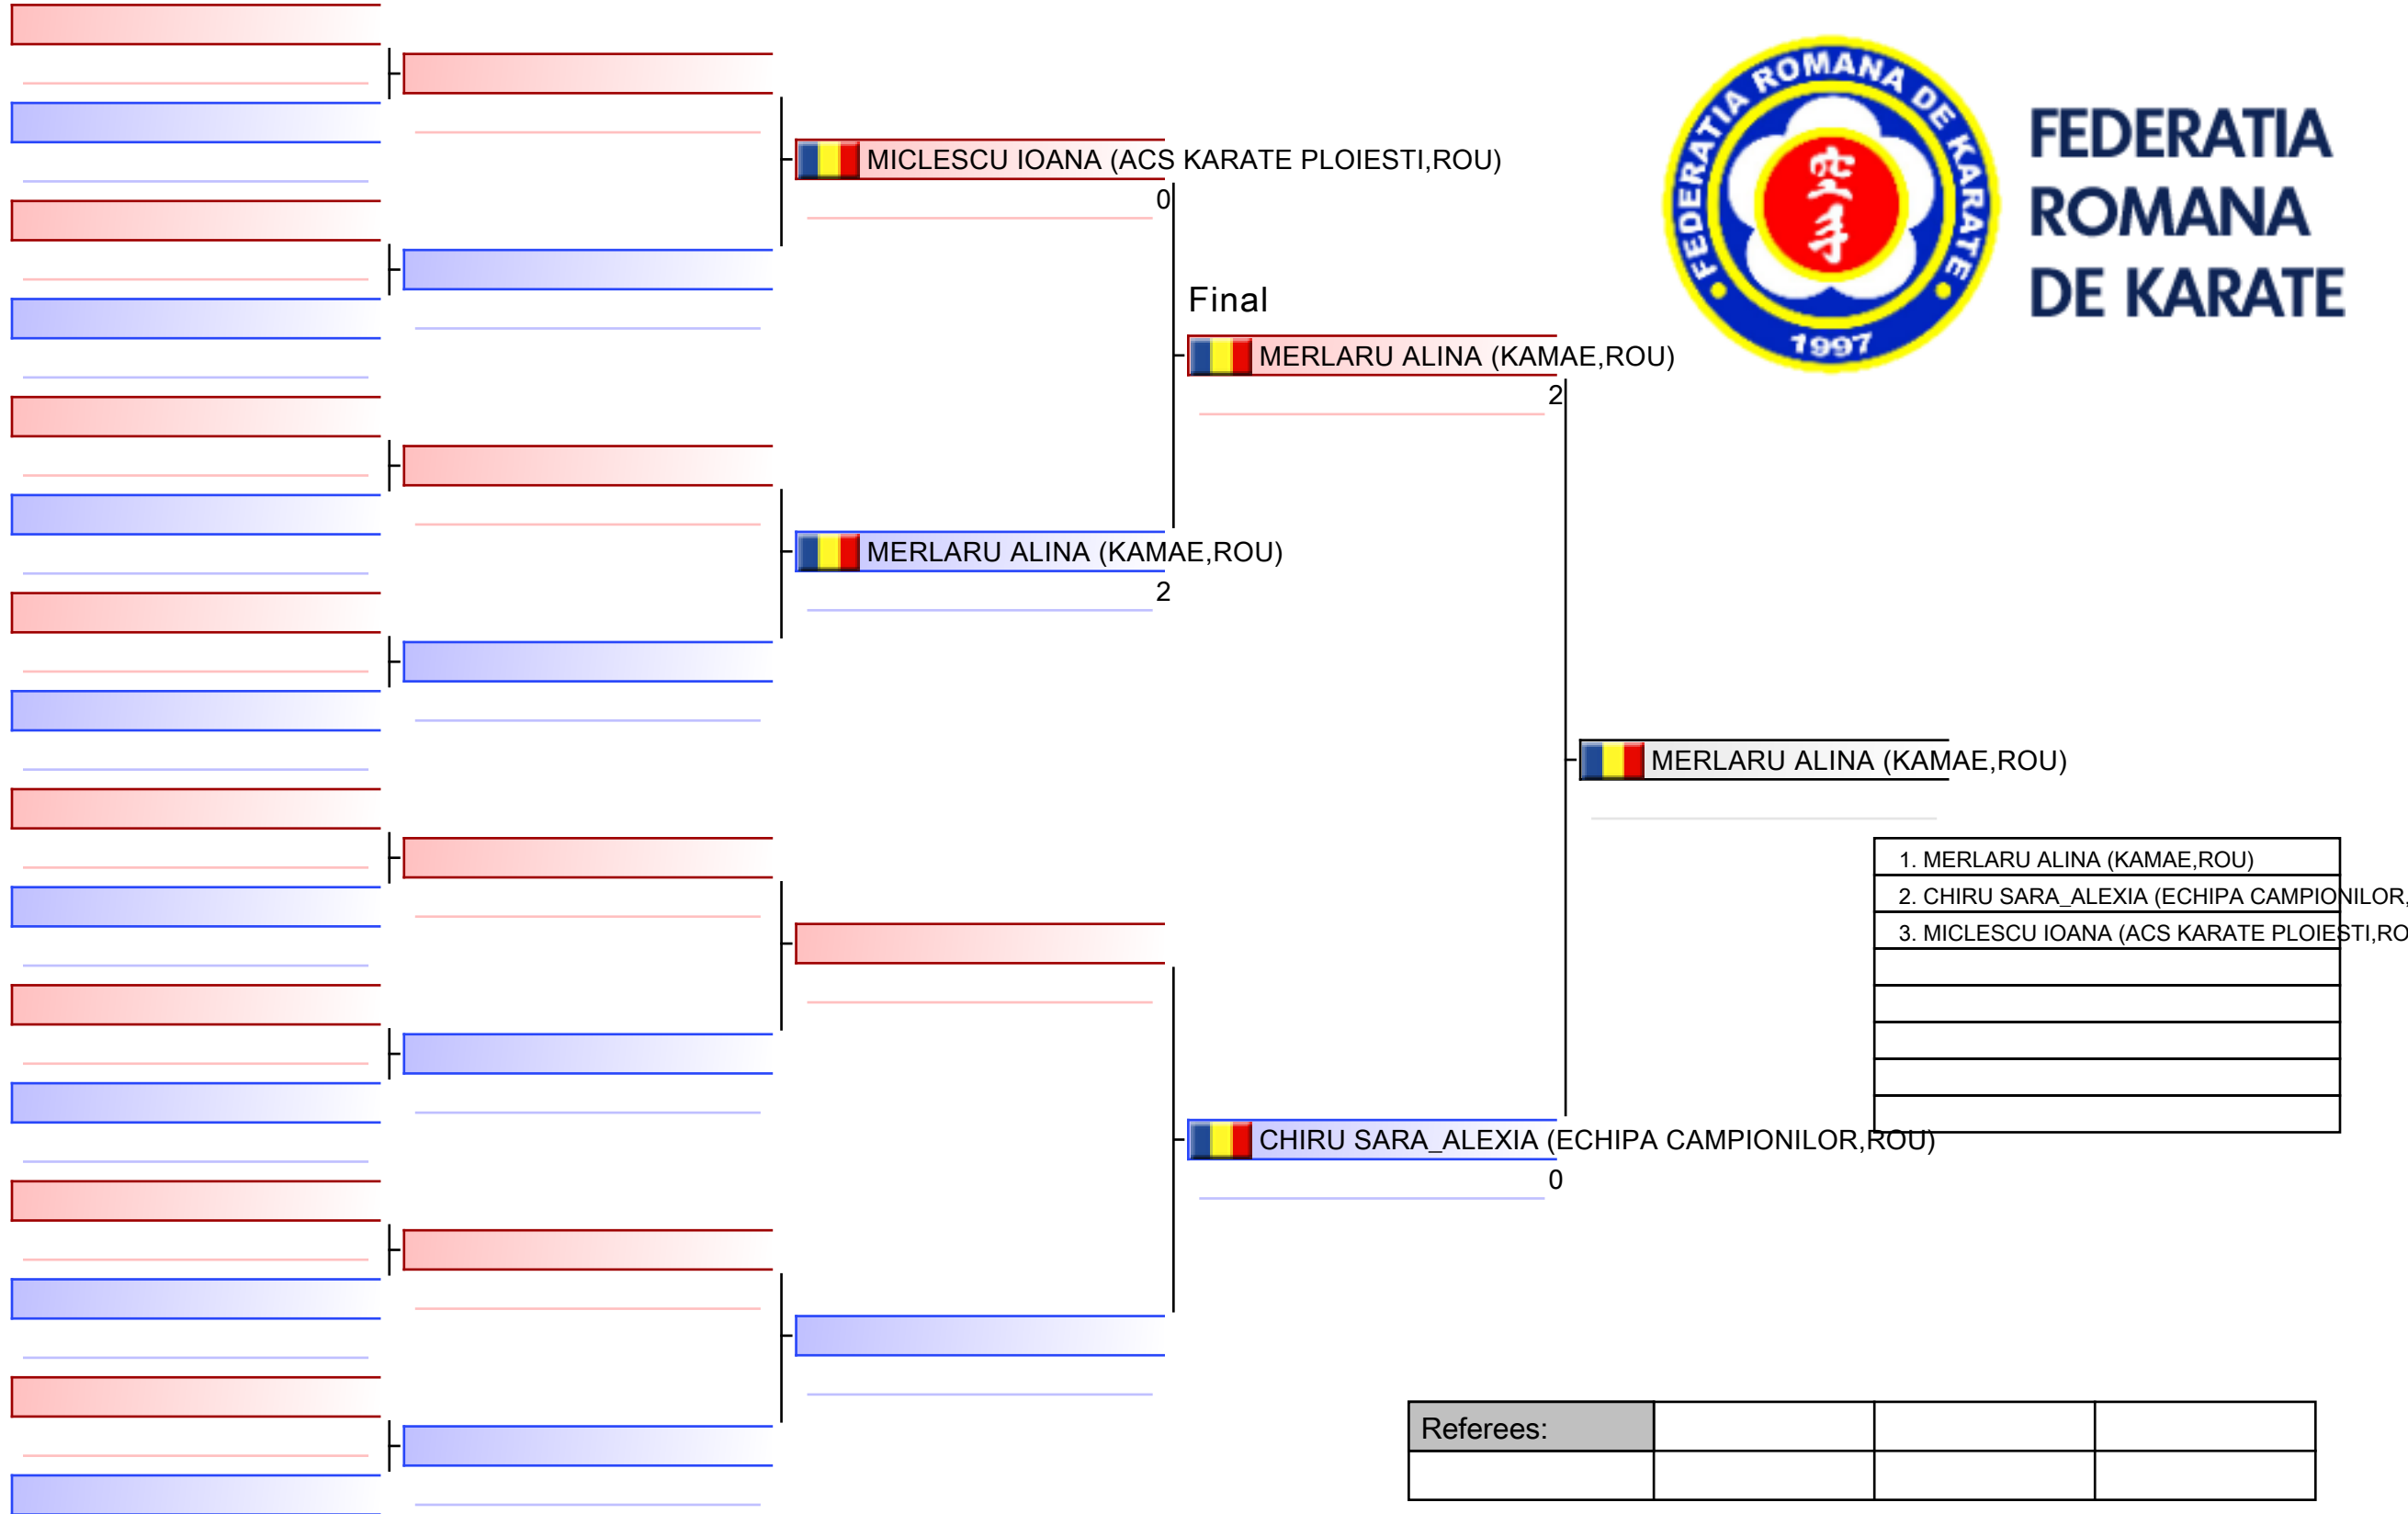 FEDERATIA ROMANA DE KARATE
空手
1997
FEDERATIA
ROMANA
DE KARATE
MICLESCU IOANA (ACS KARATE PLOIESTI,ROU)
0
Final
MERLARU ALINA (KAMAE,ROU)
2
MERLARU ALINA (KAMAE,ROU)
2
MERLARU ALINA (KAMAE,ROU)
1. MERLARU ALINA (KAMAE,ROU)
2. CHIRU SARA_ALEXIA (ECHIPA CAMPIONILOR,
3. MICLESCU IOANA (ACS KARATE PLOIESTI,RO
CHIRU SARA_ALEXIA (ECHIPA CAMPIONILOR,ROU)
0
Referees: